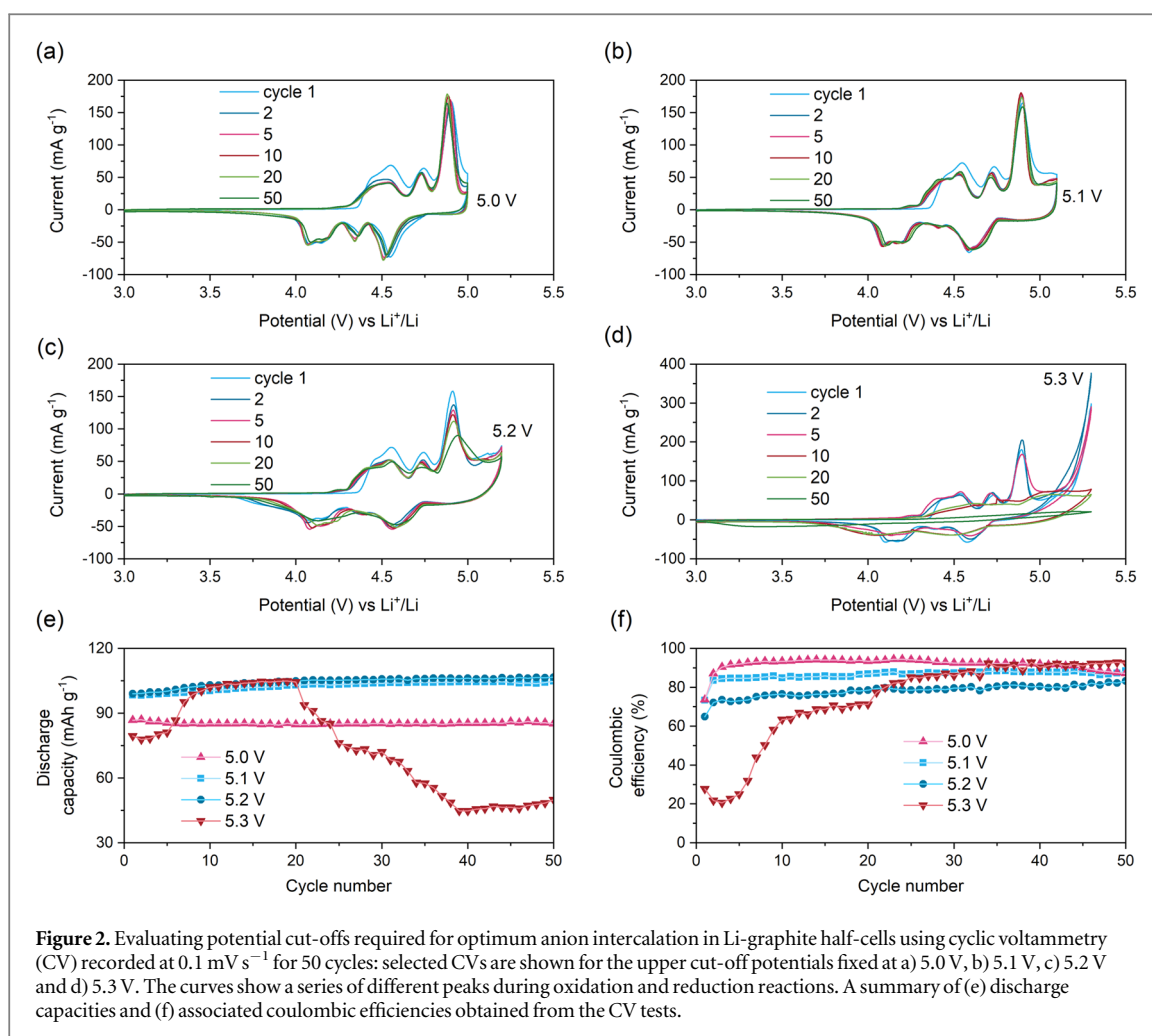 (a)
200
150
100
50
0
-50
-100
Current (mA g⁻¹)
cycle 1
2
5
10
20
50
5.0 V
3.0 3.5 4.0 4.5 5.0 5.5
Potential (V) vs Li⁺/Li
(b)
200
150
100
50
0
-50
-100
Current (mA g⁻¹)
cycle 1
2
5
10
20
50
5.1 V
3.0 3.5 4.0 4.5 5.0 5.5
Potential (V) vs Li⁺/Li
(c)
200
150
100
50
0
-50
-100
Current (mA g⁻¹)
cycle 1
2
5
10
20
50
5.2 V
3.0 3.5 4.0 4.5 5.0 5.5
Potential (V) vs Li⁺/Li
(d)
400
300
200
100
0
-100
Current (mA g⁻¹)
cycle 1
2
5
10
20
50
5.3 V
3.0 3.5 4.0 4.5 5.0 5.5
Potential (V) vs Li⁺/Li
(e)
120
90
60
30
Discharge
capacity (mAh g⁻¹)
5.0 V
5.1 V
5.2 V
5.3 V
0 10 20 30 40 50
Cycle number
(f)
100
80
60
40
20
0
Coulombic
efficiency (%)
5.0 V
5.1 V
5.2 V
5.3 V
0 10 20 30 40 50
Cycle number
Figure 2. Evaluating potential cut-offs required for optimum anion intercalation in Li-graphite half-cells using cyclic voltammetry
(CV) recorded at 0.1 mV s⁻¹ for 50 cycles: selected CVs are shown for the upper cut-off potentials fixed at a) 5.0 V, b) 5.1 V, c) 5.2 V
and d) 5.3 V. The curves show a series of different peaks during oxidation and reduction reactions. A summary of (e) discharge
capacities and (f) associated coulombic efficiencies obtained from the CV tests.